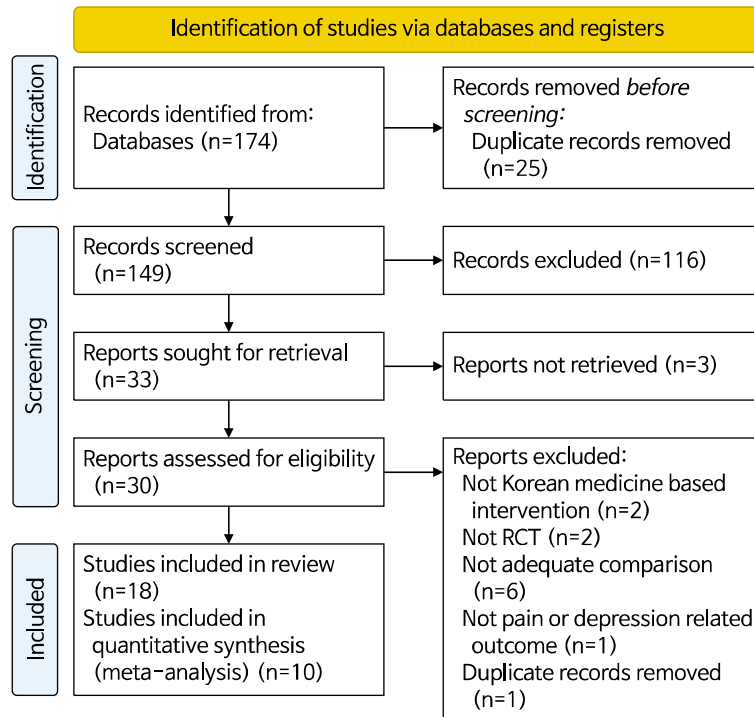 Identification of studies via databases and registers
Identification
Records identified from:
Databases (n=174)
Records removed before
screening:
Duplicate records removed
(n=25)
Screening
Records screened
(n=149)
Records excluded (n=116)
Reports sought for retrieval
(n=33)
Reports not retrieved (n=3)
Reports assessed for eligibility
(n=30)
Reports excluded:
Not Korean medicine based
intervention (n=2)
Not RCT (n=2)
Not adequate comparison
(n=6)
Not pain or depression related
outcome (n=1)
Duplicate records removed
(n=1)
Included
Studies included in review
(n=18)
Studies included in
quantitative synthesis
(meta-analysis) (n=10)